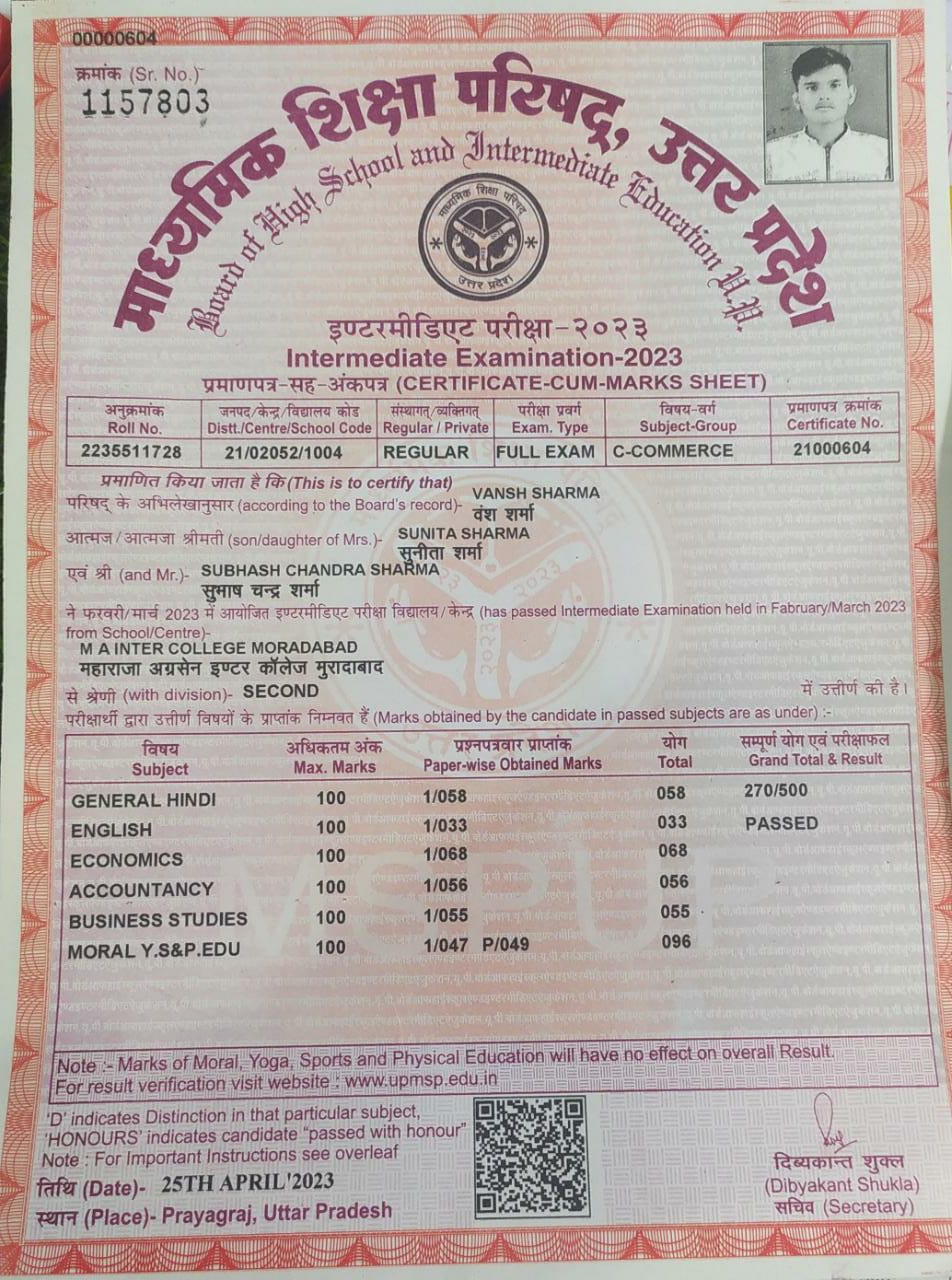 00000604
क्रमांक (Sr. No.)-
1157803
माध्यमिक शिक्षा परिषद्, उत्तर प्रदेश
Board of High School and Intermediate Education U.P.
माध्यमिक शिक्षा परिषद
उत्तर प्रदेश
इण्टरमीडिएट परीक्षा-२०२३
Intermediate Examination-2023
प्रमाणपत्र-सह-अंकपत्र (CERTIFICATE-CUM-MARKS SHEET)
अनुक्रमांक जनपद/केन्द्र/विद्यालय कोड संस्थागत/व्यक्तिगत परीक्षा प्रवर्ग विषय-वर्ग प्रमाणपत्र क्रमांक
Roll No. Distt./Centre/School Code Regular / Private Exam. Type Subject-Group Certificate No.
2235511728 21/02052/1004 REGULAR FULL EXAM C-COMMERCE 21000604
प्रमाणित किया जाता है कि (This is to certify that)
परिषद् के अभिलेखानुसार (according to the Board's record)- VANSH SHARMA
वंश शर्मा
आत्मज/आत्मजा श्रीमती (son/daughter of Mrs.)- SUNITA SHARMA
सुनीता शर्मा
एवं श्री (and Mr.)- SUBHASH CHANDRA SHARMA
सुभाष चन्द्र शर्मा
ने फरवरी/मार्च 2023 में आयोजित इण्टरमीडिएट परीक्षा विद्यालय/केन्द्र (has passed Intermediate Examination held in Fabruary/March 2023
from School/Centre)-
M A INTER COLLEGE MORADABAD
महाराजा अग्रसेन इण्टर कॉलेज मुरादाबाद
से श्रेणी (with division)- SECOND में उत्तीर्ण की है।
परीक्षार्थी द्वारा उत्तीर्ण विषयों के प्राप्तांक निम्नवत हैं (Marks obtained by the candidate in passed subjects are as under) :-
विषय अधिकतम अंक प्रश्नपत्रवार प्राप्तांक योग सम्पूर्ण योग एवं परीक्षाफल
Subject Max. Marks Paper-wise Obtained Marks Total Grand Total & Result
GENERAL HINDI 100 1/058 058 270/500
ENGLISH 100 1/033 033 PASSED
ECONOMICS 100 1/068 068
ACCOUNTANCY 100 1/056 056
BUSINESS STUDIES 100 1/055 055
MORAL Y.S&P.EDU 100 1/047 P/049 096
MSPUP
Note :- Marks of Moral, Yoga, Sports and Physical Education will have no effect on overall Result.
For result verification visit website : www.upmsp.edu.in
'D' indicates Distinction in that particular subject,
'HONOURS' indicates candidate "passed with honour"
Note : For Important Instructions see overleaf
तिथि (Date)- 25TH APRIL'2023
स्थान (Place)- Prayagraj, Uttar Pradesh
दिब्यकान्त शुक्ल
(Dibyakant Shukla)
सचिव (Secretary)